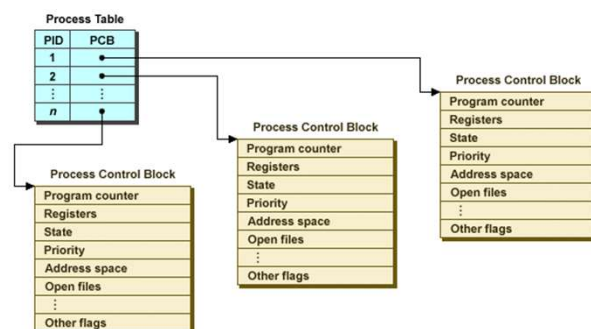 Process Table
PID PCB
1
2
⋮ ⋮
n
Process Control Block
Program counter
Registers
State
Priority
Address space
Open files
⋮
Other flags
Process Control Block
Program counter
Registers
State
Priority
Address space
Open files
⋮
Other flags
Process Control Block
Program counter
Registers
State
Priority
Address space
Open files
⋮
Other flags